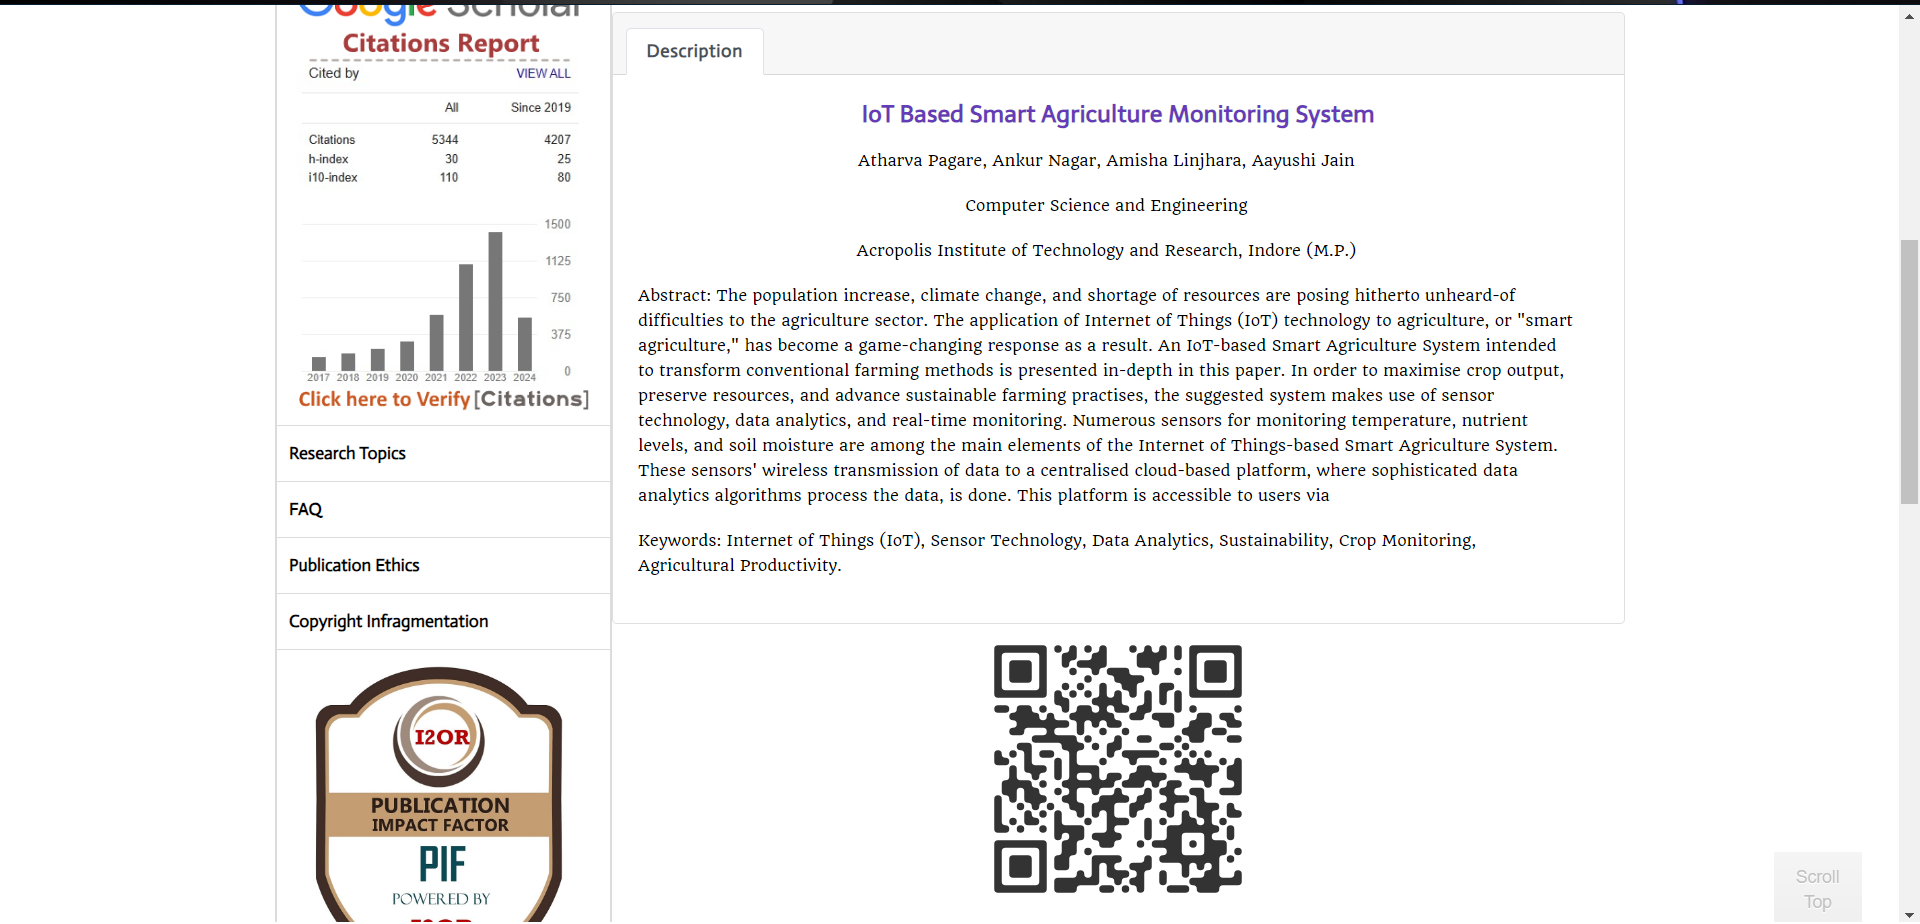 Google Scholar
Citations Report
Cited by VIEW ALL
All Since 2019
Citations 5344 4207
h-index 30 25
i10-index 110 80
1500
1125
750
375
0
2017 2018 2019 2020 2021 2022 2023 2024
Click here to Verify [Citations]
Research Topics
FAQ
Publication Ethics
Copyright Infragmentation
I2OR
PUBLICATION
IMPACT FACTOR
PIF
POWERED BY
I2OR
Description
IoT Based Smart Agriculture Monitoring System
Atharva Pagare, Ankur Nagar, Amisha Linjhara, Aayushi Jain
Computer Science and Engineering
Acropolis Institute of Technology and Research, Indore (M.P.)
Abstract: The population increase, climate change, and shortage of resources are posing hitherto unheard-of
difficulties to the agriculture sector. The application of Internet of Things (IoT) technology to agriculture, or "smart
agriculture," has become a game-changing response as a result. An IoT-based Smart Agriculture System intended
to transform conventional farming methods is presented in-depth in this paper. In order to maximise crop output,
preserve resources, and advance sustainable farming practises, the suggested system makes use of sensor
technology, data analytics, and real-time monitoring. Numerous sensors for monitoring temperature, nutrient
levels, and soil moisture are among the main elements of the Internet of Things-based Smart Agriculture System.
These sensors' wireless transmission of data to a centralised cloud-based platform, where sophisticated data
analytics algorithms process the data, is done. This platform is accessible to users via
Keywords: Internet of Things (IoT), Sensor Technology, Data Analytics, Sustainability, Crop Monitoring,
Agricultural Productivity.
Scroll
Top